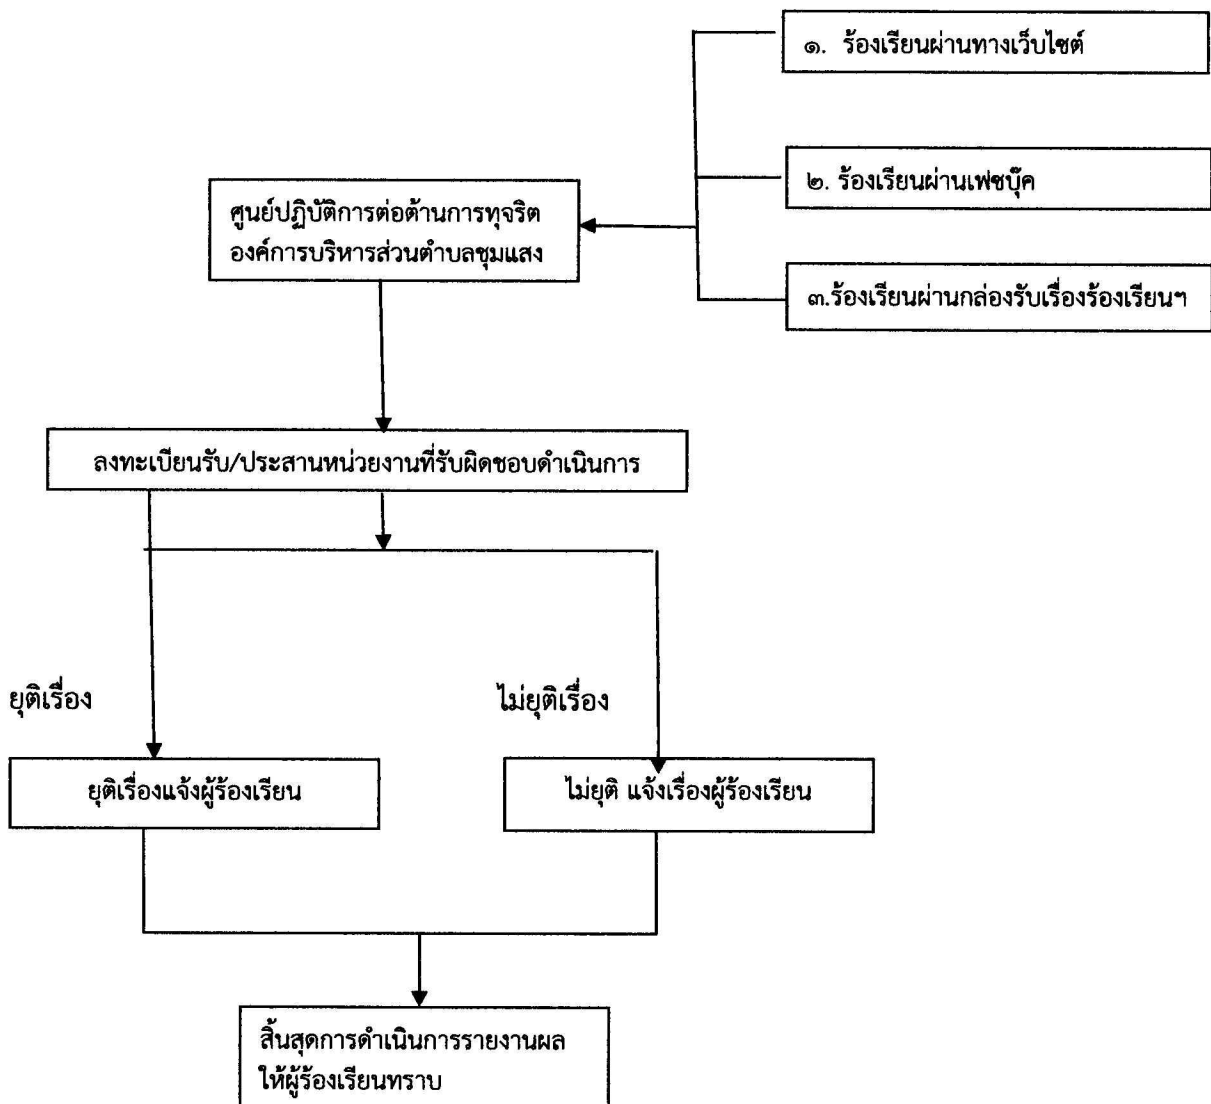 ๑. ร้องเรียนผ่านทางเว็บไซต์
๒. ร้องเรียนผ่านเฟซบุ๊ค
๓.ร้องเรียนผ่านกล่องรับเรื่องร้องเรียนฯ
ศูนย์ปฏิบัติการต่อต้านการทุจริต
องค์การบริหารส่วนตำบลชุมแสง
ลงทะเบียนรับ/ประสานหน่วยงานที่รับผิดชอบดำเนินการ
ยุติเรื่อง
ไม่ยุติเรื่อง
ยุติเรื่องแจ้งผู้ร้องเรียน
ไม่ยุติ แจ้งเรื่องผู้ร้องเรียน
สิ้นสุดการดำเนินการรายงานผล
ให้ผู้ร้องเรียนทราบ